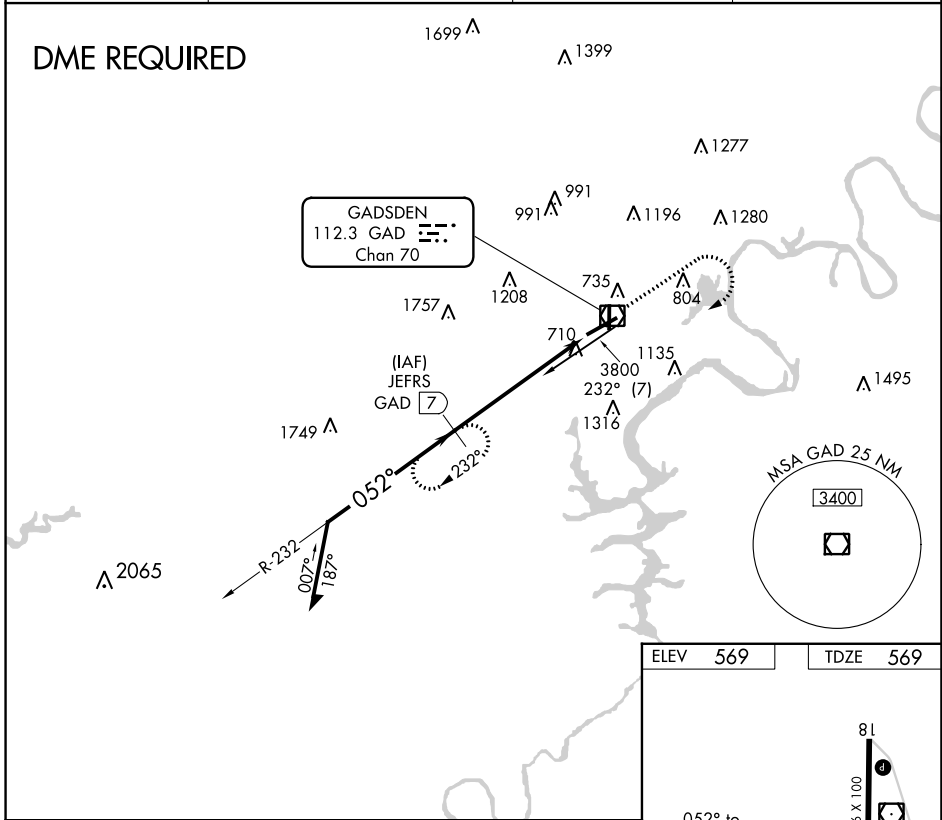 1699
1399
DME REQUIRED
1277
991
991
1196
1280
GADSDEN
112.3 GAD
Chan 70
1208
735
804
1757
710
1135
3800
232° (7)
1316
1495
(IAF)
JEFRS
GAD 7
1749
232°
052°
MSA GAD 25 NM
3400
R-232
007°
187°
2065
ELEV 569
TDZE 569
18
P
X 100
052° to